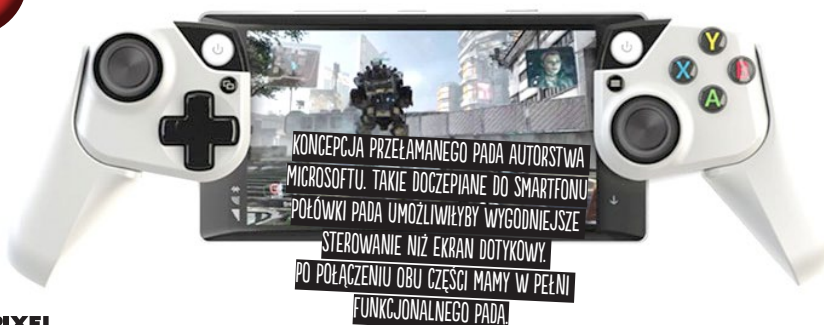 Y
X
A
KONCEPCJA PRZEŁAMANEGO PADA AUTORSTWA
MICROSOFTU. TAKIE DOCZEPIANE DO SMARTFONU
POŁÓWKI PADA UMOŻLIWIŁYBY WYGODNIEJSZE
STEROWANIE NIŻ EKRAN DOTYKOWY.
PO POŁĄCZENIU OBU CZĘŚCI MAMY W PEŁNI
FUNKCJONALNEGO PADA.